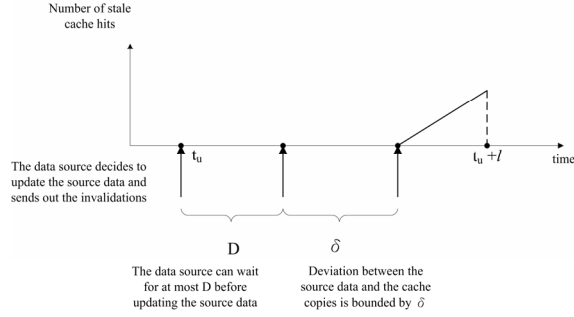 Number of stale
cache hits
t_u
t_u +l
time
The data source decides to
update the source data and
sends out the invalidations
D
δ
The data source can wait
for at most D before
updating the source data
Deviation between the
source data and the cache
copies is bounded by δ